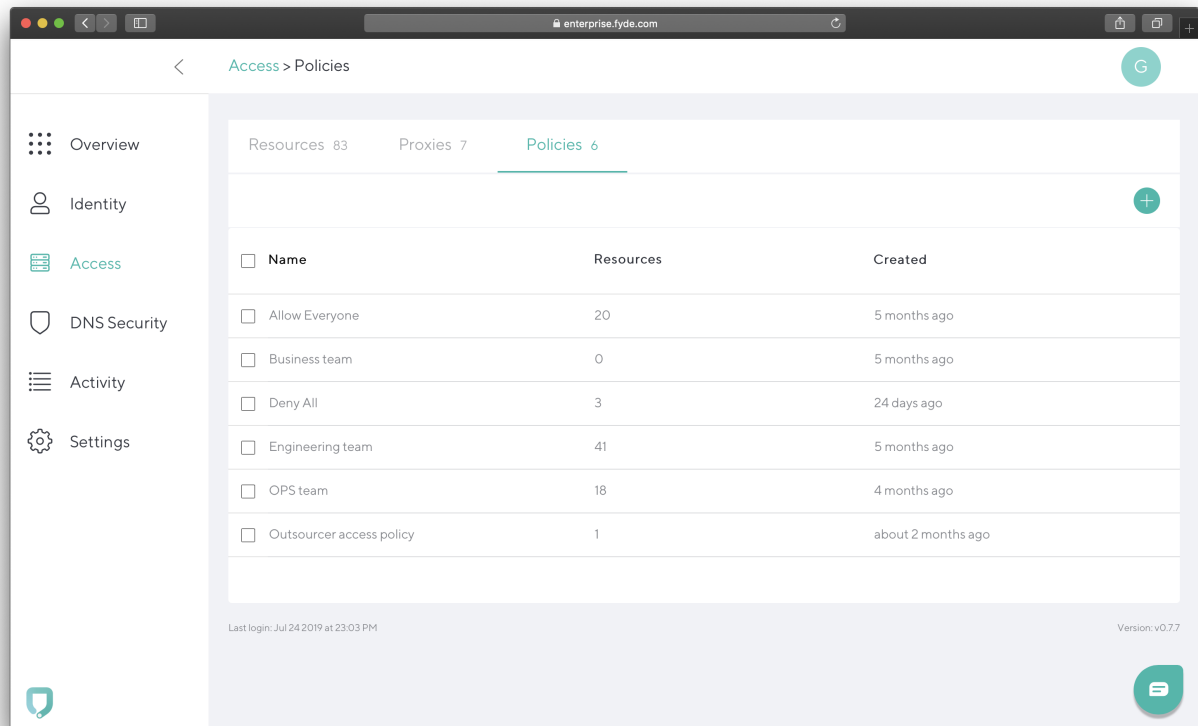 enterprise.fyde.com
Access > Policies
G
Overview
Identity
Access
DNS Security
Activity
Settings
Resources 83 Proxies 7 Policies 6
Name Resources Created
Allow Everyone 20 5 months ago
Business team 0 5 months ago
Deny All 3 24 days ago
Engineering team 41 5 months ago
OPS team 18 4 months ago
Outsourcer access policy 1 about 2 months ago
Last login: Jul 24 2019 at 23:03 PM Version: v0.7.7